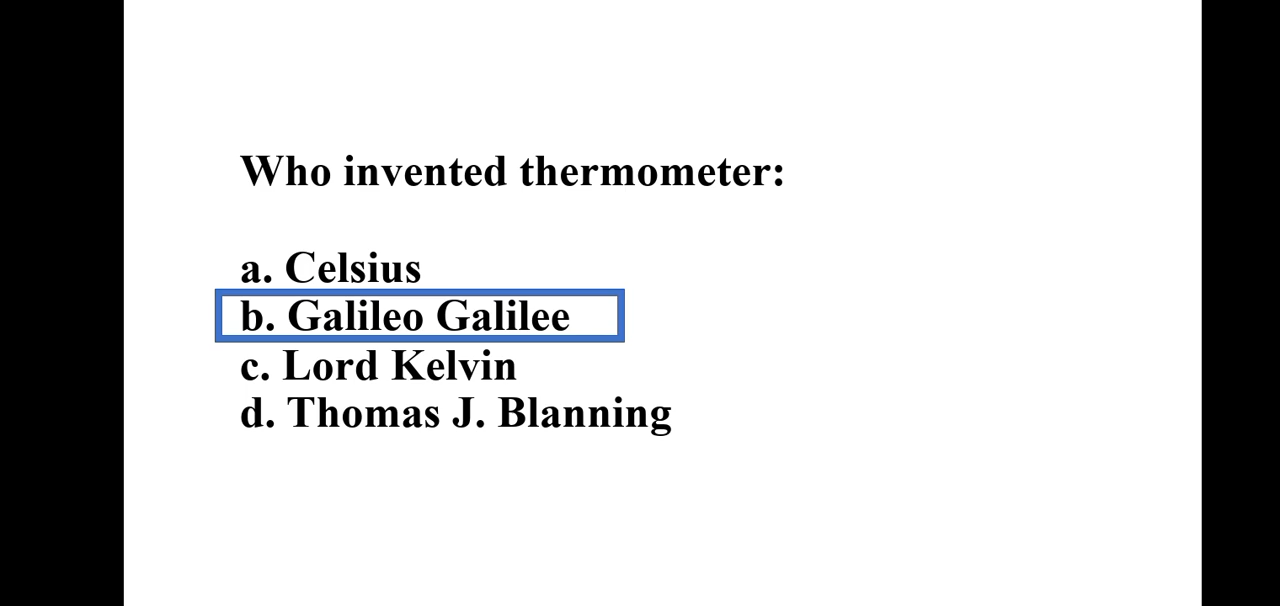 Who invented thermometer:
a. Celsius
b. Galileo Galilee
c. Lord Kelvin
d. Thomas J. Blanning